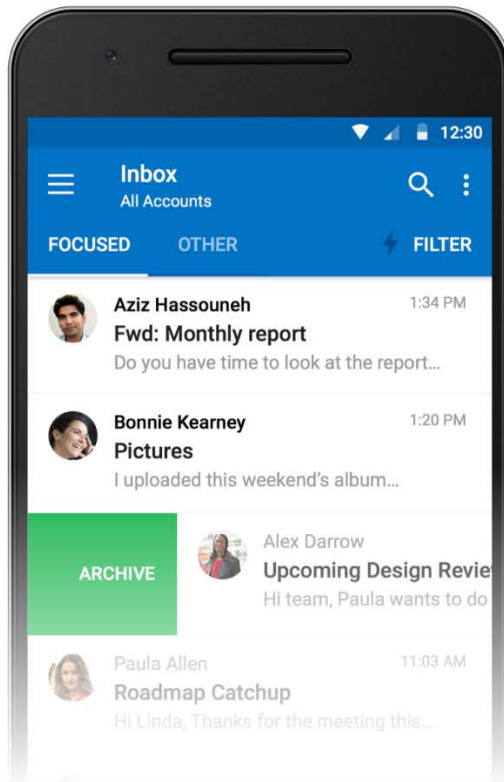 12:30
Inbox
All Accounts
FOCUSED OTHER FILTER
Aziz Hassouneh 1:34 PM
Fwd: Monthly report
Do you have time to look at the report...
Bonnie Kearney 1:20 PM
Pictures
I uploaded this weekend's album...
ARCHIVE
Alex Darrow
Upcoming Design Revie
Hi team, Paula wants to do
Paula Allen 11:03 AM
Roadmap Catchup
Hi Linda, Thanks for the meeting this...